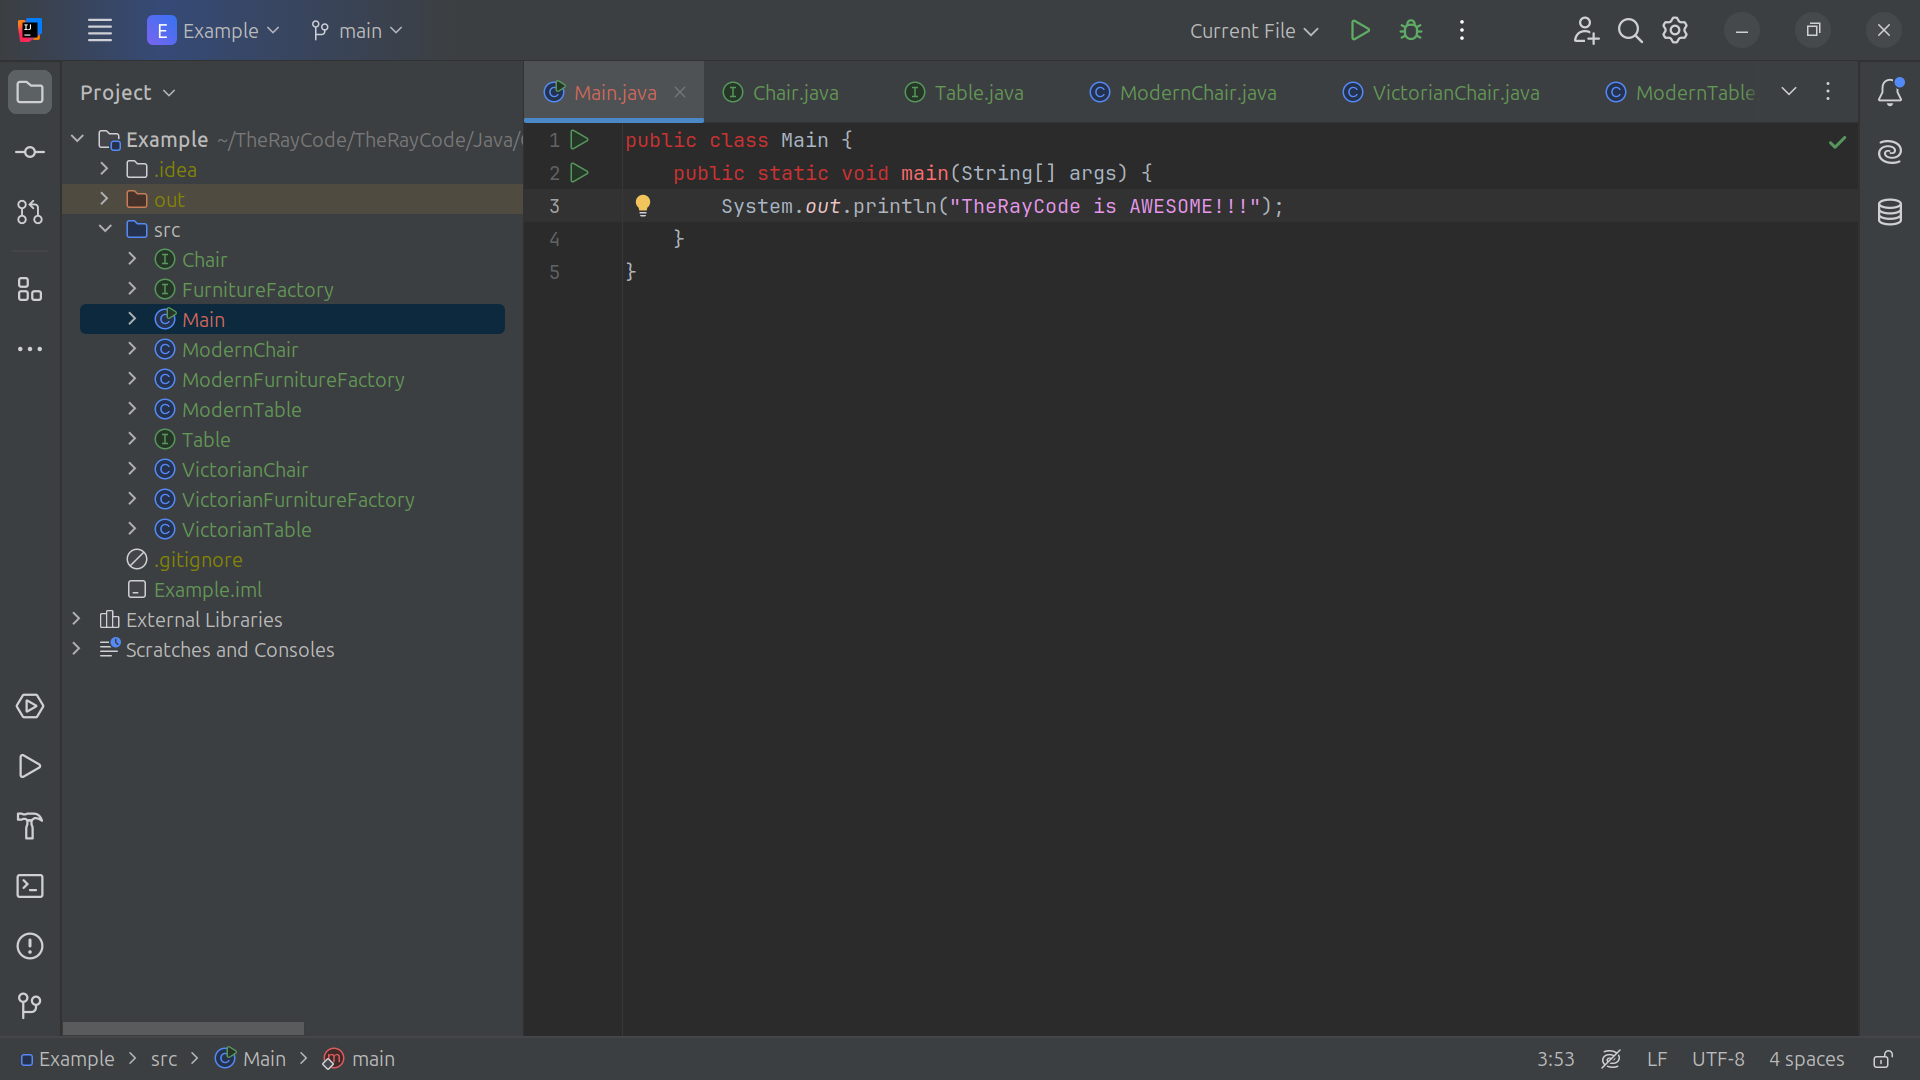 E Example main Current File
Project
Main.java Chair.java Table.java ModernChair.java VictorianChair.java ModernTable
Example ~/TheRayCode/TheRayCode/Java/
.idea
out
src
Chair
FurnitureFactory
Main
ModernChair
ModernFurnitureFactory
ModernTable
Table
VictorianChair
VictorianFurnitureFactory
VictorianTable
.gitignore
Example.iml
External Libraries
Scratches and Consoles
1 public class Main {
2 public static void main(String[] args) {
3 System.out.println("TheRayCode is AWESOME!!!");
4 }
5 }
Example src Main main 3:53 LF UTF-8 4 spaces